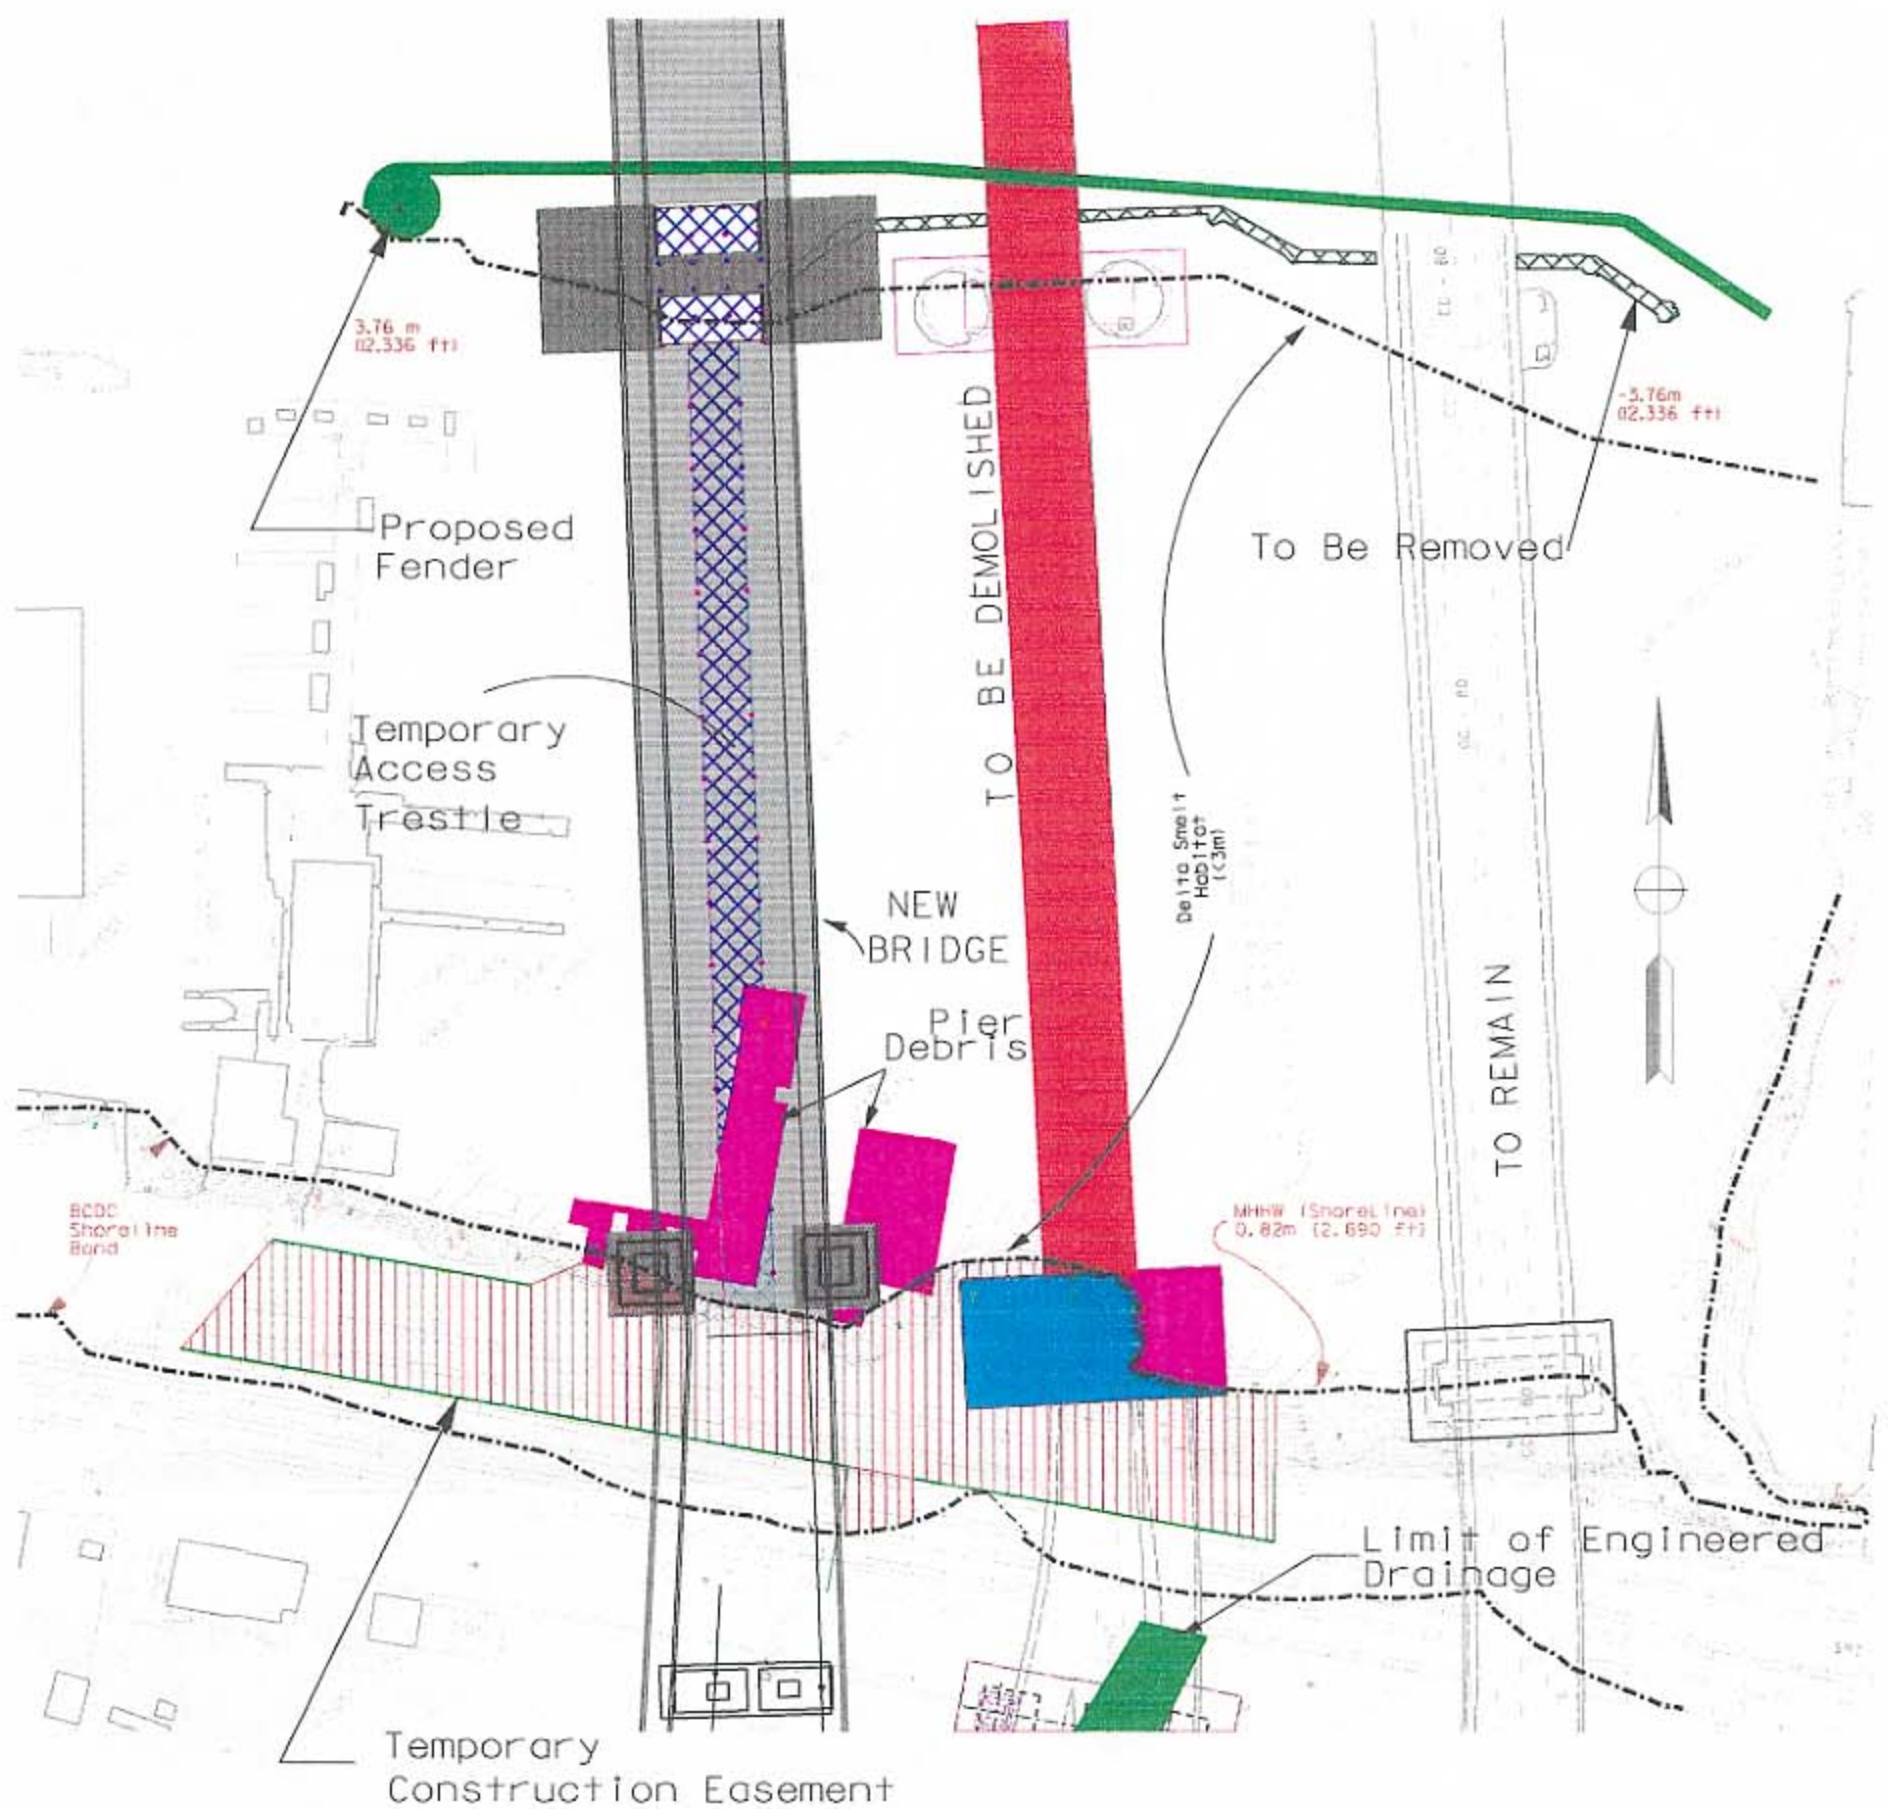 3.76 m
(12.336 ft)
-3.76m
(12.336 ft)
Proposed
Fender
TO BE DEMOLISHED
To Be Removed
Temporary
Access
Trestle
Delta Smelt
Habitat
(<3m)
NEW
BRIDGE
Pier
Debris
TO REMAIN
BCDC
Shoreline
Band
MHHW (ShoreLine)
0.82m (2.690 ft)
Limit of Engineered
Drainage
Temporary
Construction Easement